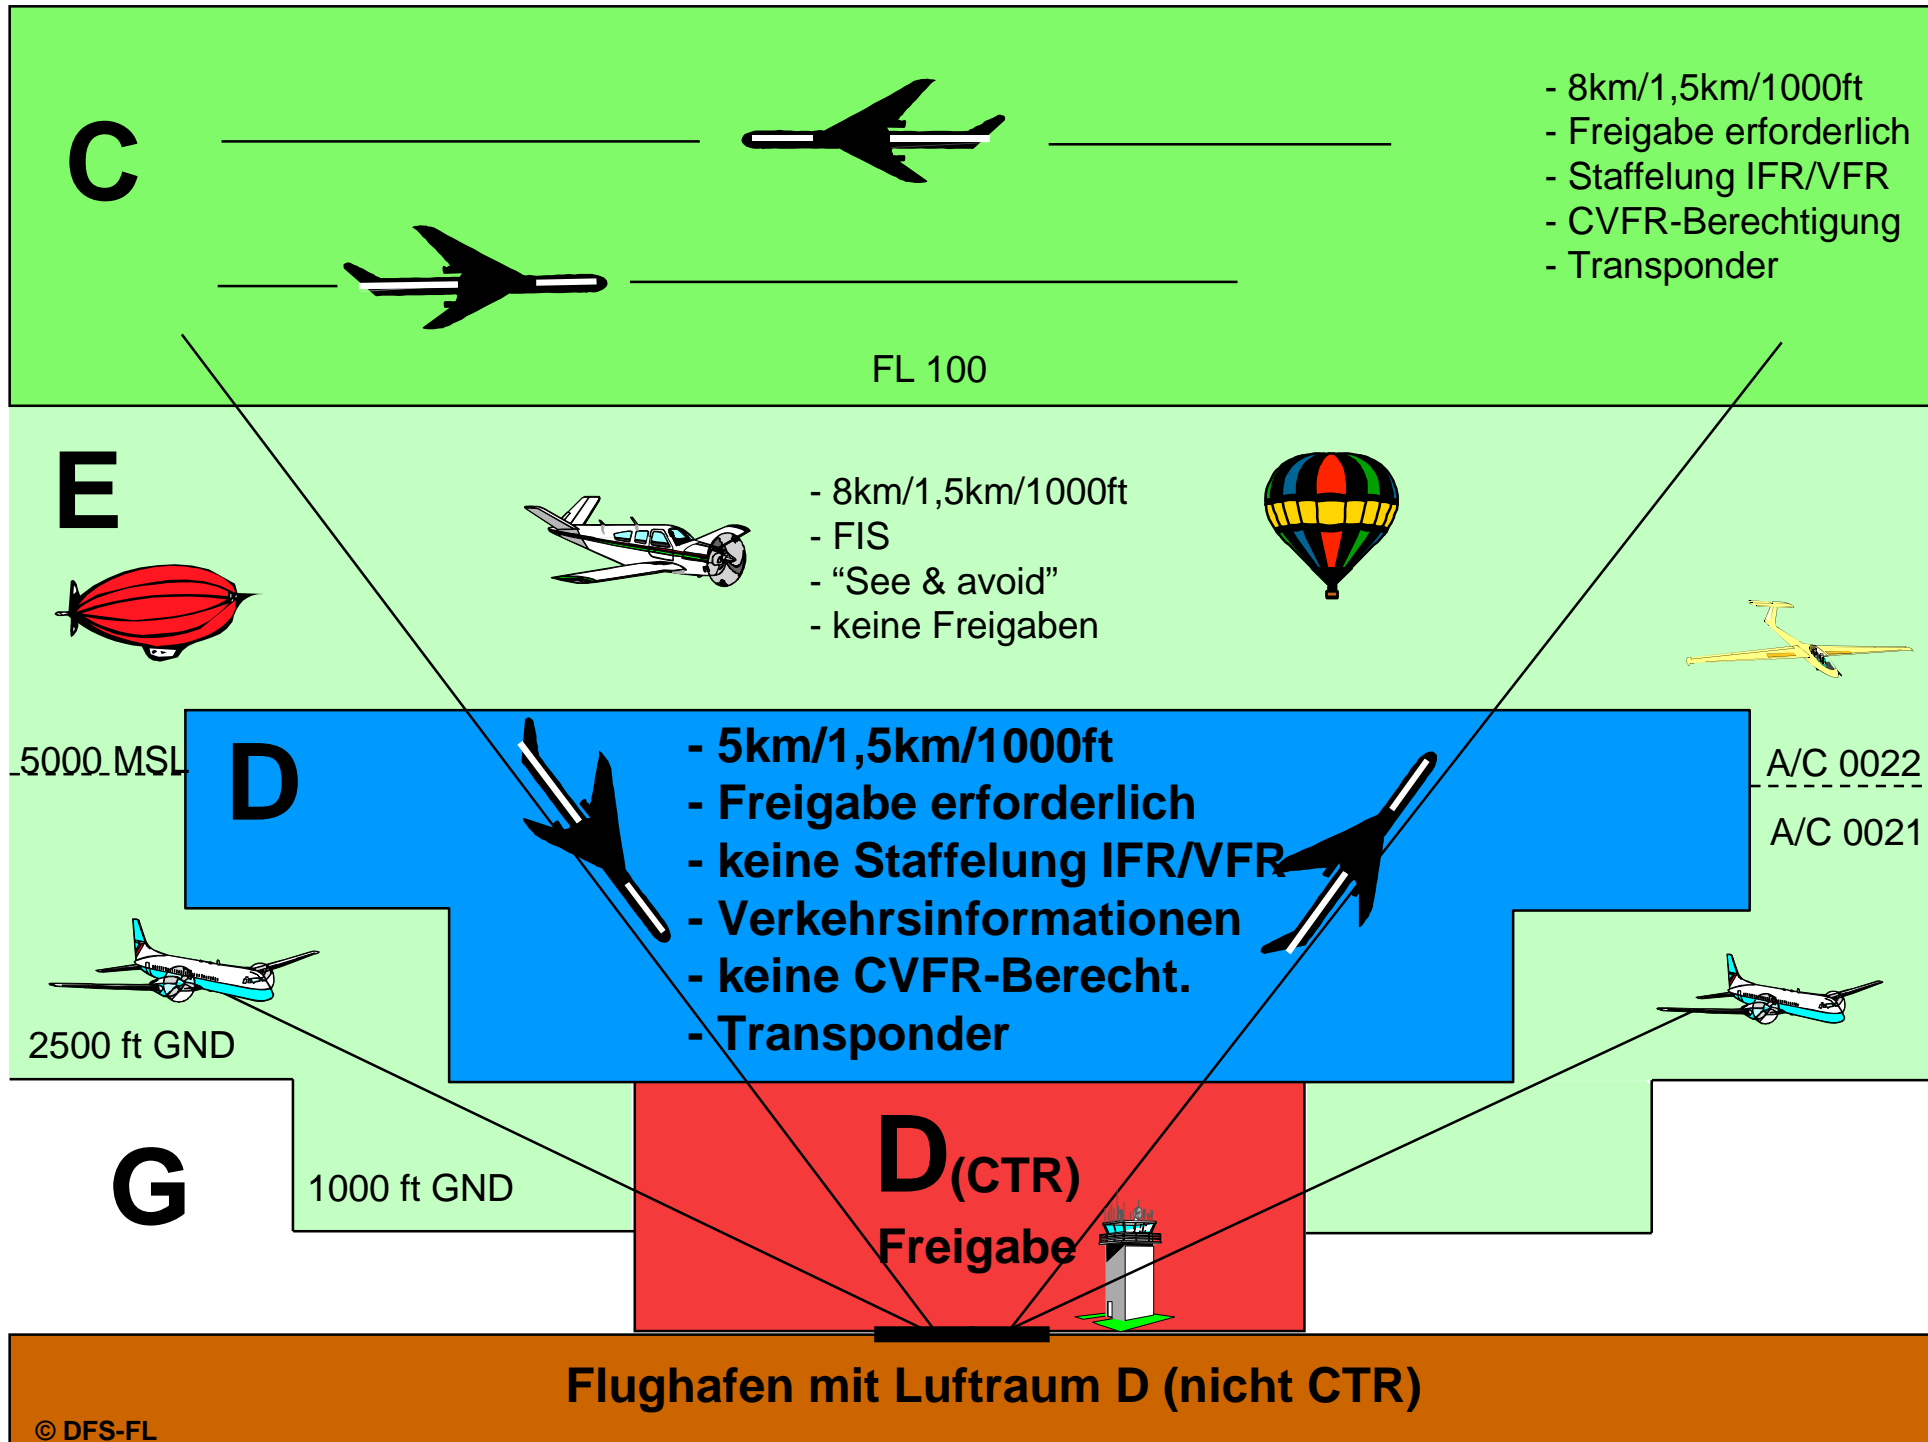 C
- 8km/1,5km/1000ft
- Freigabe erforderlich
- Staffelung IFR/VFR
- CVFR-Berechtigung
- Transponder
FL 100
E
- 8km/1,5km/1000ft
- FIS
- “See & avoid”
- keine Freigaben
5000 MSL
D
- 5km/1,5km/1000ft
- Freigabe erforderlich
- keine Staffelung IFR/VFR
- Verkehrsinformationen
- keine CVFR-Berecht.
- Transponder
A/C 0022
A/C 0021
2500 ft GND
G
1000 ft GND
D(CTR)
Freigabe
Flughafen mit Luftraum D (nicht CTR)
© DFS-FL